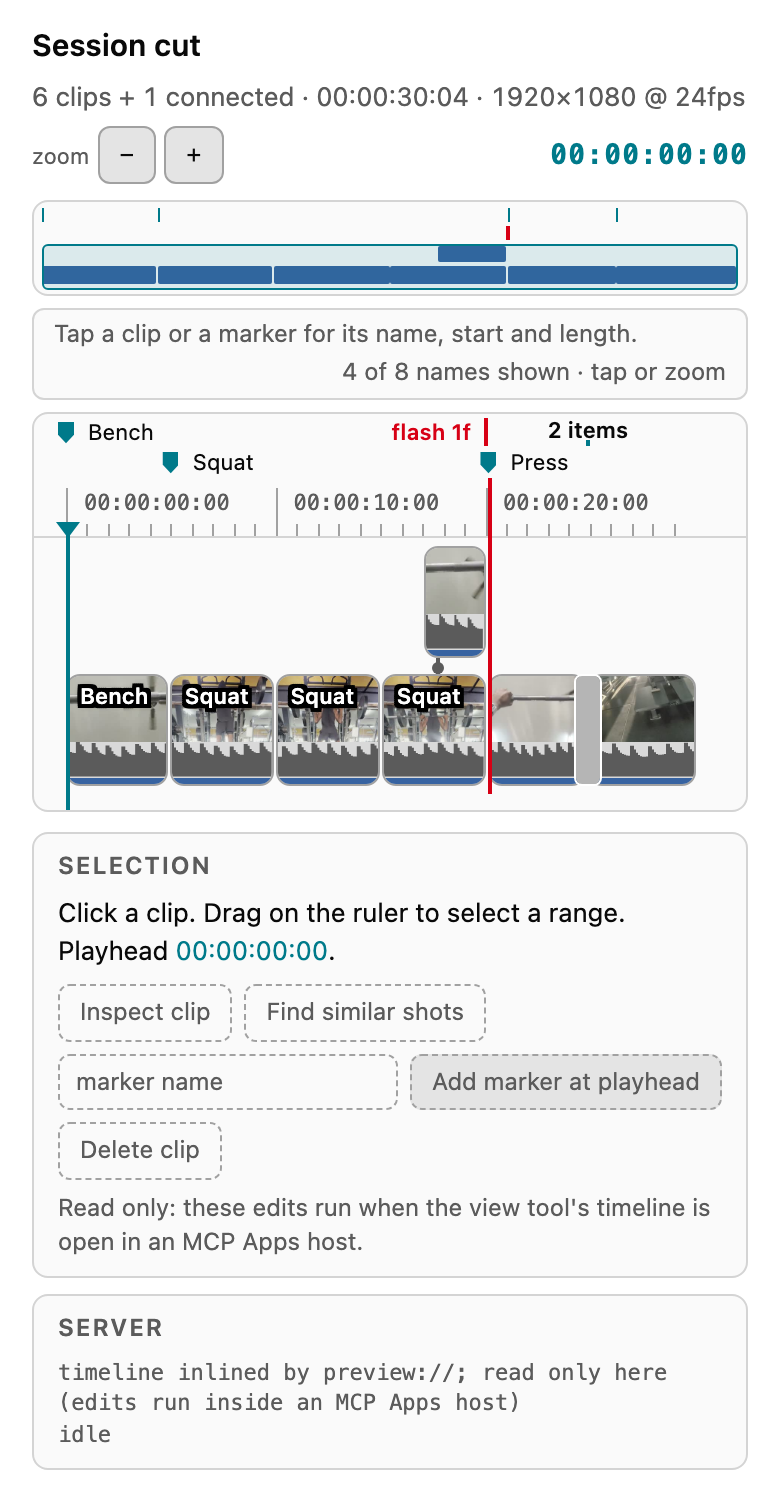 Session cut
6 clips + 1 connected · 00:00:30:04 · 1920×1080 @ 24fps
zoom − + 00:00:00:00
Tap a clip or a marker for its name, start and length.
4 of 8 names shown · tap or zoom
Bench flash 1f 2 items
Squat Press
00:00:00:00 00:00:10:00 00:00:20:00
Bench Squat Squat Squat
SELECTION
Click a clip. Drag on the ruler to select a range.
Playhead 00:00:00:00.
Inspect clip Find similar shots
marker name Add marker at playhead
Delete clip
Read only: these edits run when the view tool's timeline is
open in an MCP Apps host.
SERVER
timeline inlined by preview://; read only here
(edits run inside an MCP Apps host)
idle